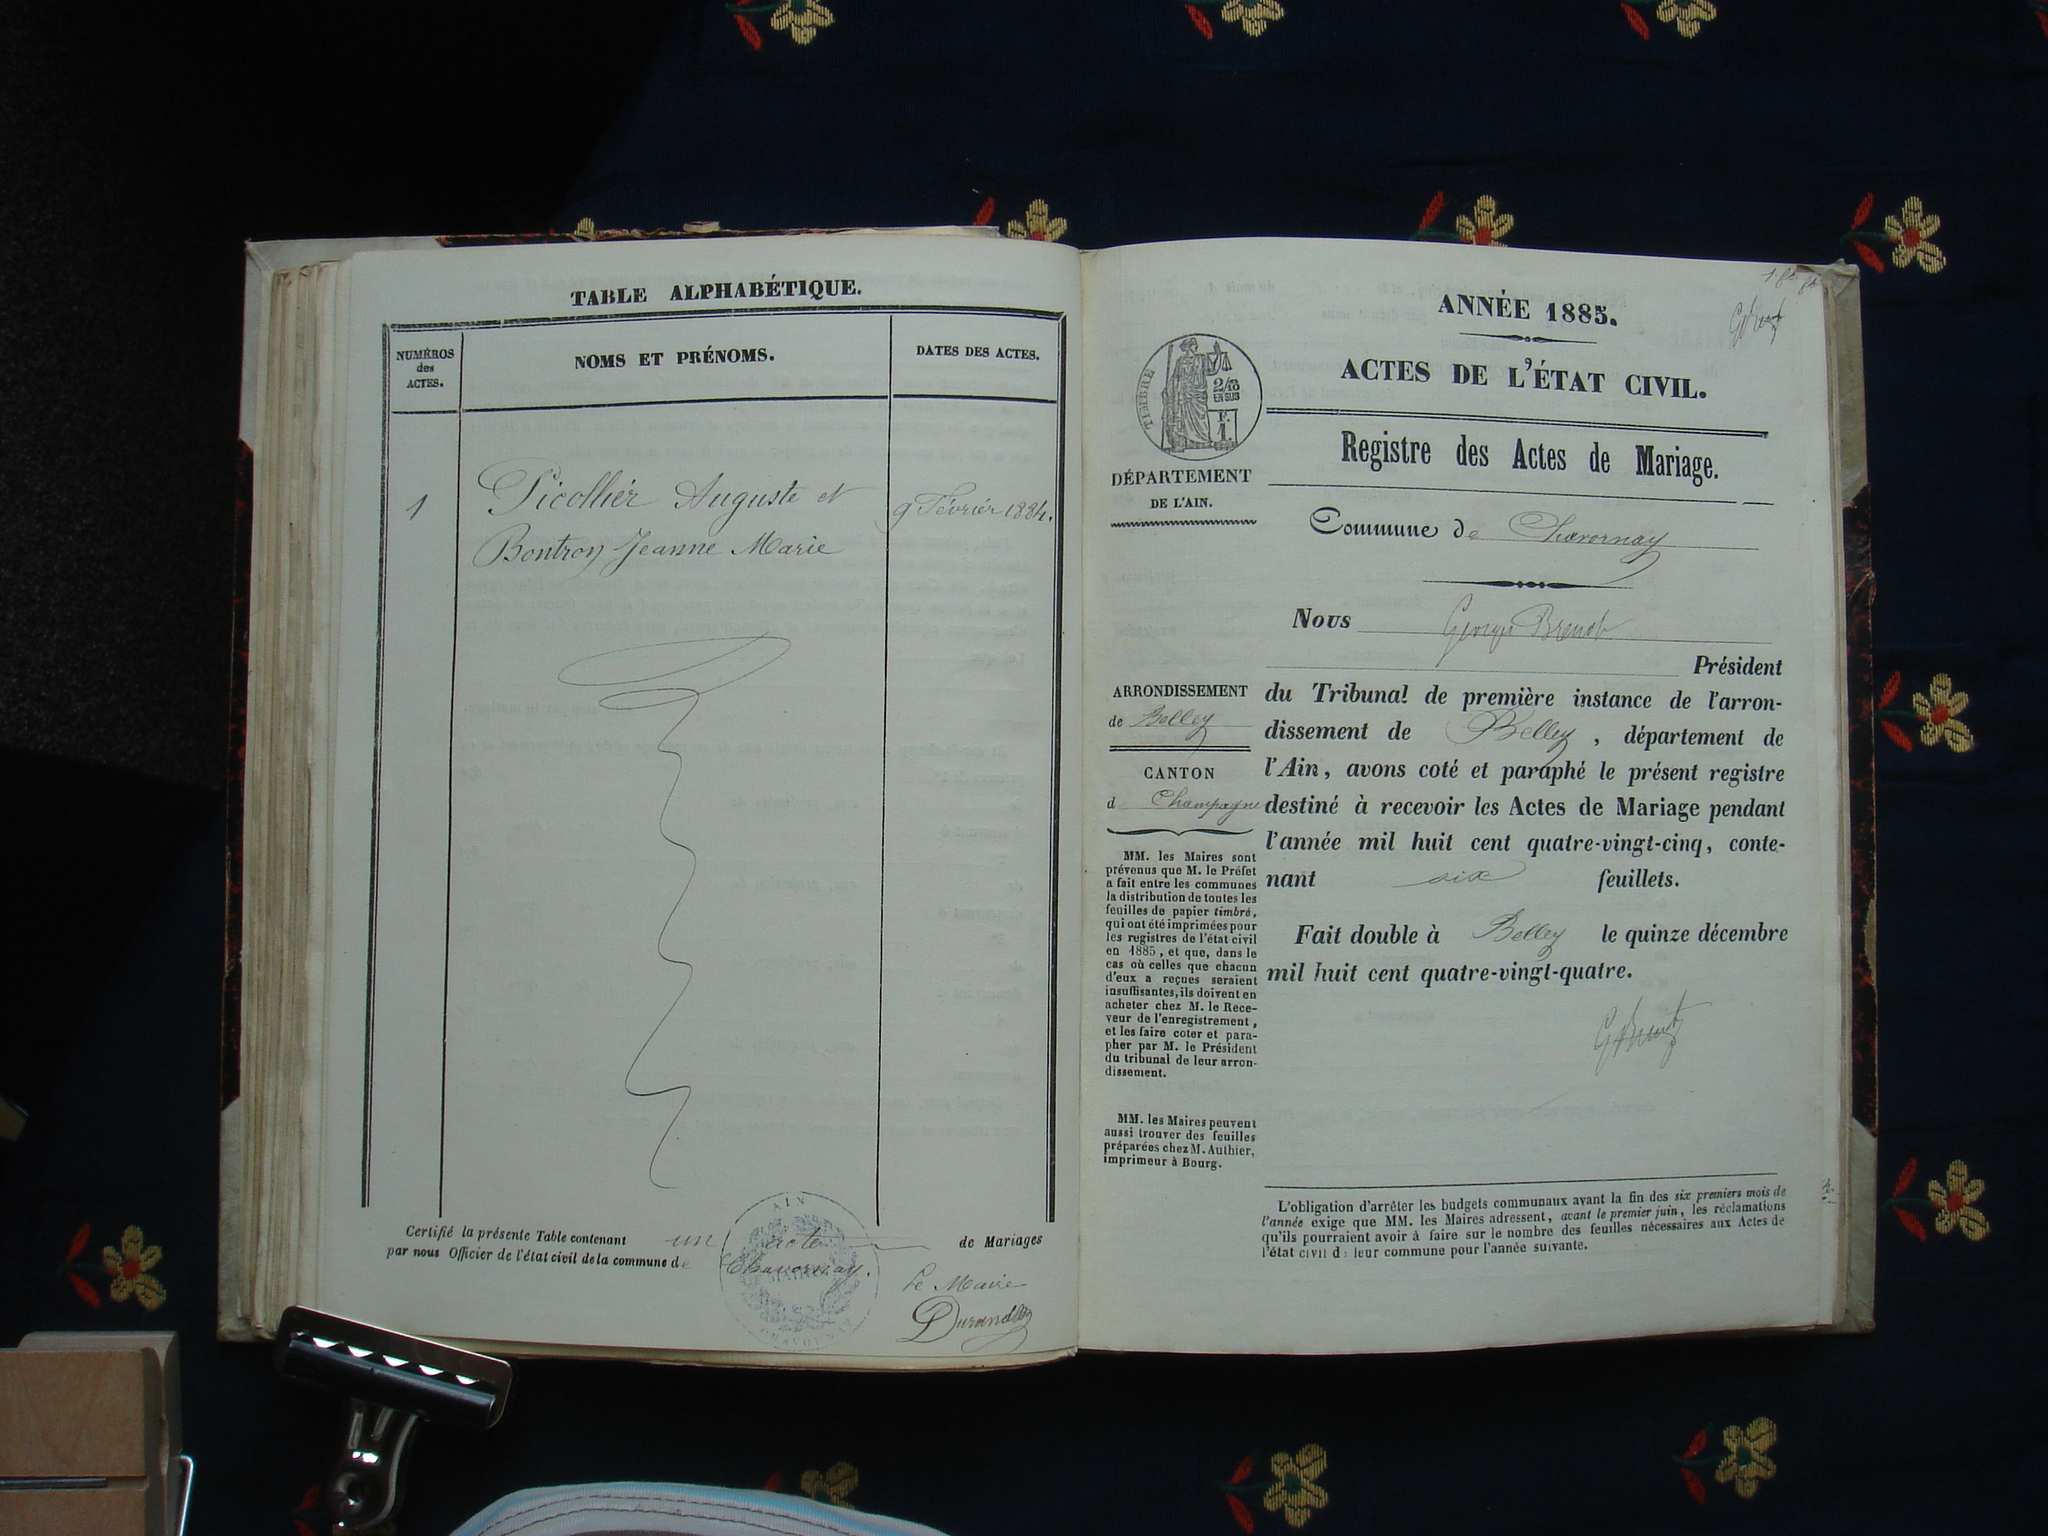 TABLE ALPHABÉTIQUE.
NUMÉROS
des
ACTES.
NOMS ET PRÉNOMS.
DATES DES ACTES.
1
Picollier Auguste et
9 Février 1884.
Bontron Jeanne Marie
Certifié la présente Table contenant un acte de Mariages
par nous Officier de l'état civil de la commune de Chavornay.
Le Maire
AIN
MAIRIE
ANNÉE 1885.
ACTES DE L'ÉTAT CIVIL.
TIMBRE
2/10
EN SUS
F.
1.
DÉPARTEMENT
DE L'AIN.
Registre des Actes de Mariage.
Commune de Chavornay
ARRONDISSEMENT
de Belley
CANTON
d Champagne
MM. les Maires sont
prévenus que M. le Préfet
a fait entre les communes
la distribution de toutes les
feuilles de papier timbré,
qui ont été imprimées pour
les registres de l'état civil
en 1885, et que, dans le
cas où celles que chacun
d'eux a reçues seraient
insuffisantes, ils doivent en
acheter chez M. le Rece-
veur de l'enregistrement,
et les faire coter et para-
pher par M. le Président
du tribunal de leur arron-
dissement.
MM. les Maires peuvent
aussi trouver des feuilles
préparées chez M. Authier,
imprimeur à Bourg.
Nous Georges Brenot
Président
du Tribunal de première instance de l'arron-
dissement de Belley, département de
l'Ain, avons coté et paraphé le présent registre
destiné à recevoir les Actes de Mariage pendant
l'année mil huit cent quatre-vingt-cinq, conte-
nant six feuillets.
Fait double à Belley le quinze décembre
mil huit cent quatre-vingt-quatre.
L'obligation d'arrêter les budgets communaux avant la fin des six premiers mois de
l'année exige que MM. les Maires adressent, avant le premier juin, les réclamations
qu'ils pourraient avoir à faire sur le nombre des feuilles nécessaires aux Actes de
l'état civil d: leur commune pour l'année suivante.